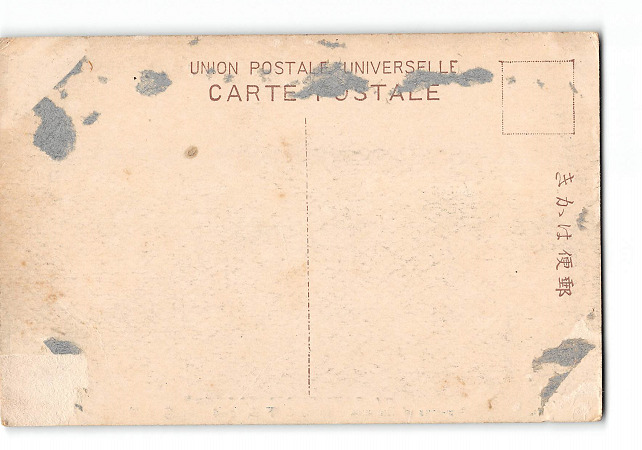 UNION POSTALE UNIVERSELLE
CARTE POSTALE
きかは便郵